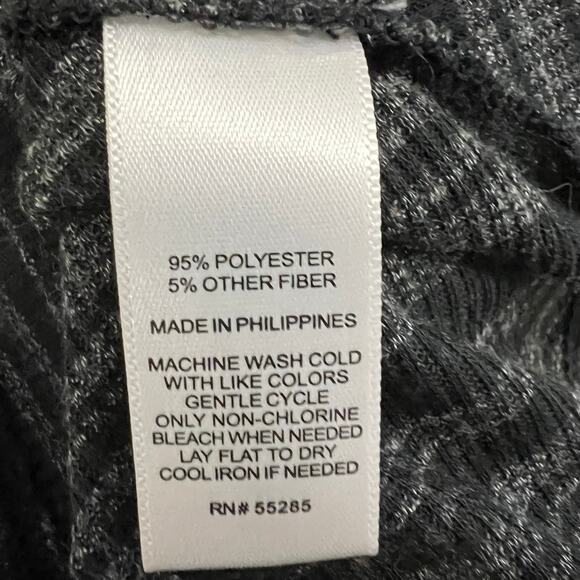 95% POLYESTER
5% OTHER FIBER
MADE IN PHILIPPINES
MACHINE WASH COLD
WITH LIKE COLORS
GENTLE CYCLE
ONLY NON-CHLORINE
BLEACH WHEN NEEDED
LAY FLAT TO DRY
COOL IRON IF NEEDED
RN# 55285